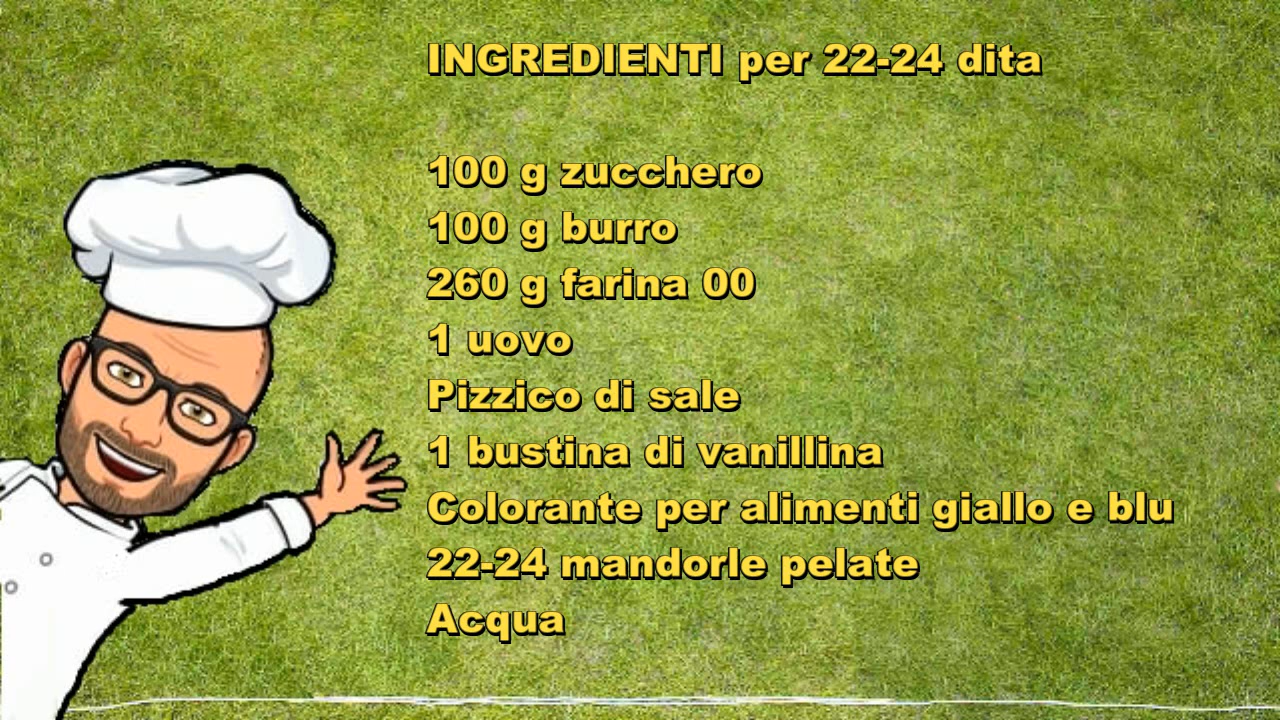 INGREDIENTI per 22-24 dita
100 g zucchero
100 g burro
260 g farina 00
1 uovo
Pizzico di sale
1 bustina di vanillina
Colorante per alimenti giallo e blu
22-24 mandorle pelate
Acqua